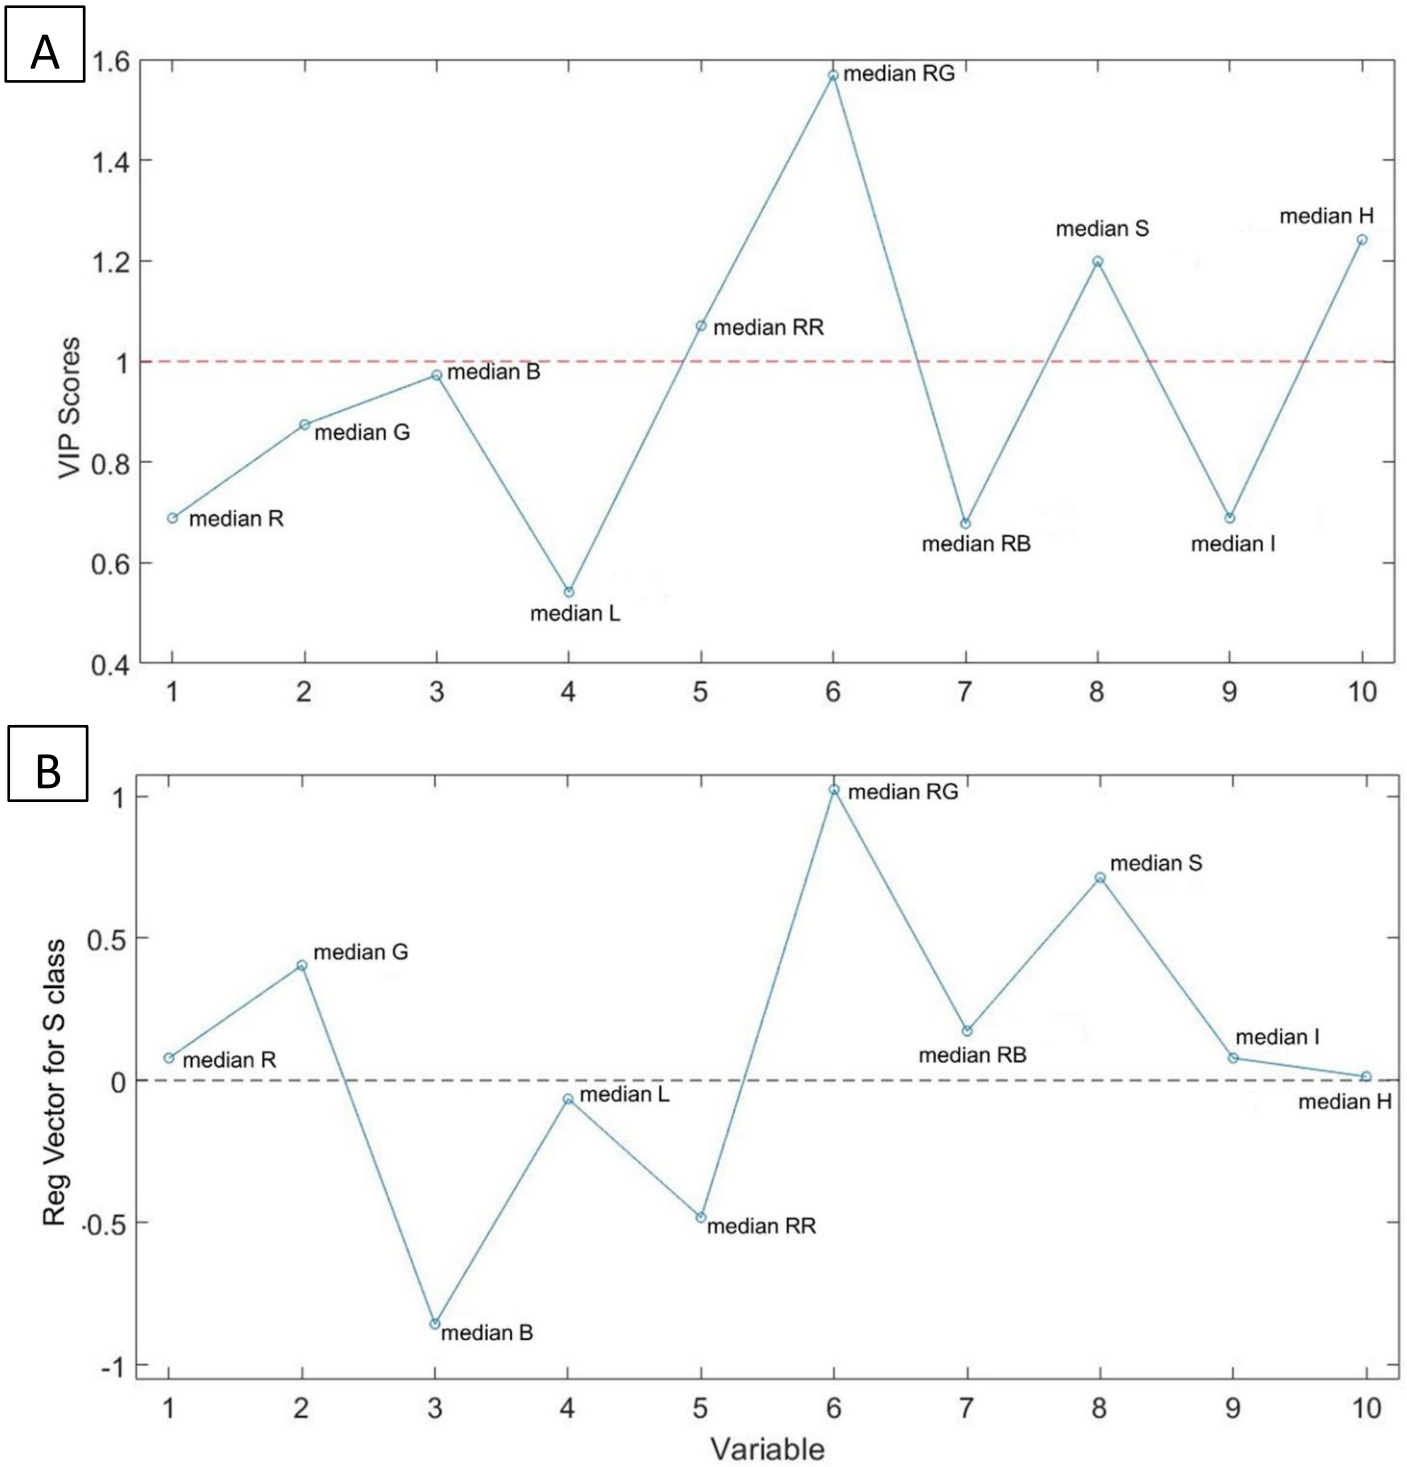 A
1.6
median RG
1.4
median H
median S
1.2
median RR
1
median B
VIP Scores
median G
0.8
median R
median RB
median I
0.6
median L
0.4
1 2 3 4 5 6 7 8 9 10
B
1
median RG
median S
0.5
median G
Reg Vector for S class
median I
median RB
median R
0
median L
median H
-0.5
median RR
median B
-1
1 2 3 4 5 6 7 8 9 10
Variable